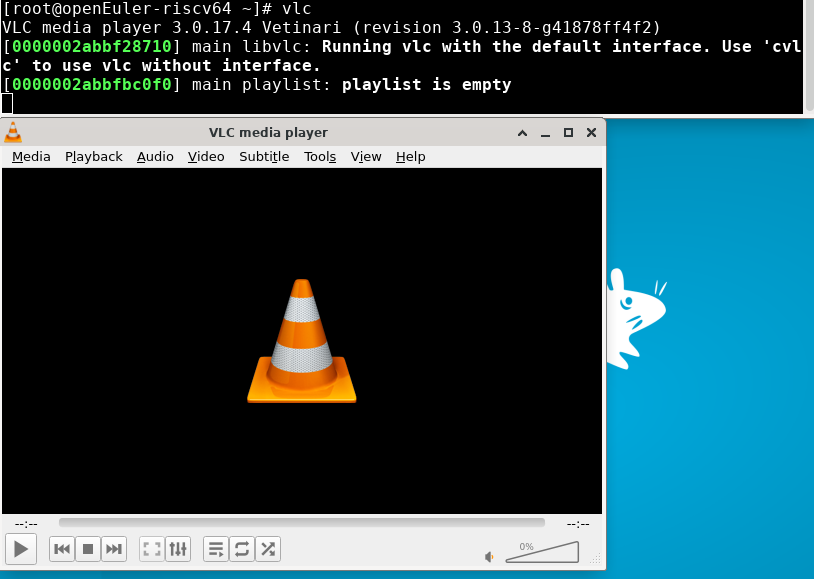 [root@openEuler-riscv64 ~]# vlc
VLC media player 3.0.17.4 Vetinari (revision 3.0.13-8-g41878ff4f2)
[0000002abbf28710] main libvlc: Running vlc with the default interface. Use 'cvl
c' to use vlc without interface.
[0000002abbfbc0f0] main playlist: playlist is empty
VLC media player
Media Playback Audio Video Subtitle Tools View Help
--:-- --:--
0%